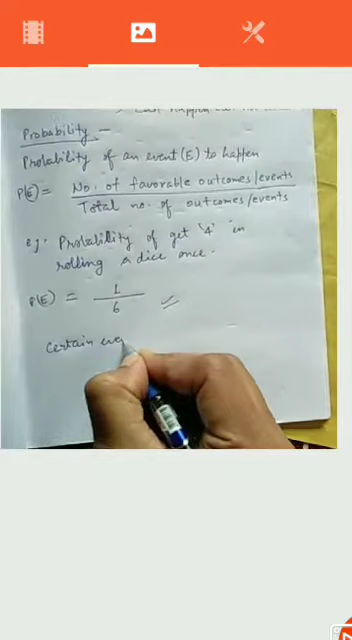 Probability –
Probability of an event (E) to happen
P(E) = No. of favorable outcomes/events
Total no. of outcomes/events
eg: Probability of get '4' in
rolling a dice once.
P(E) = 1
6
Certain eve